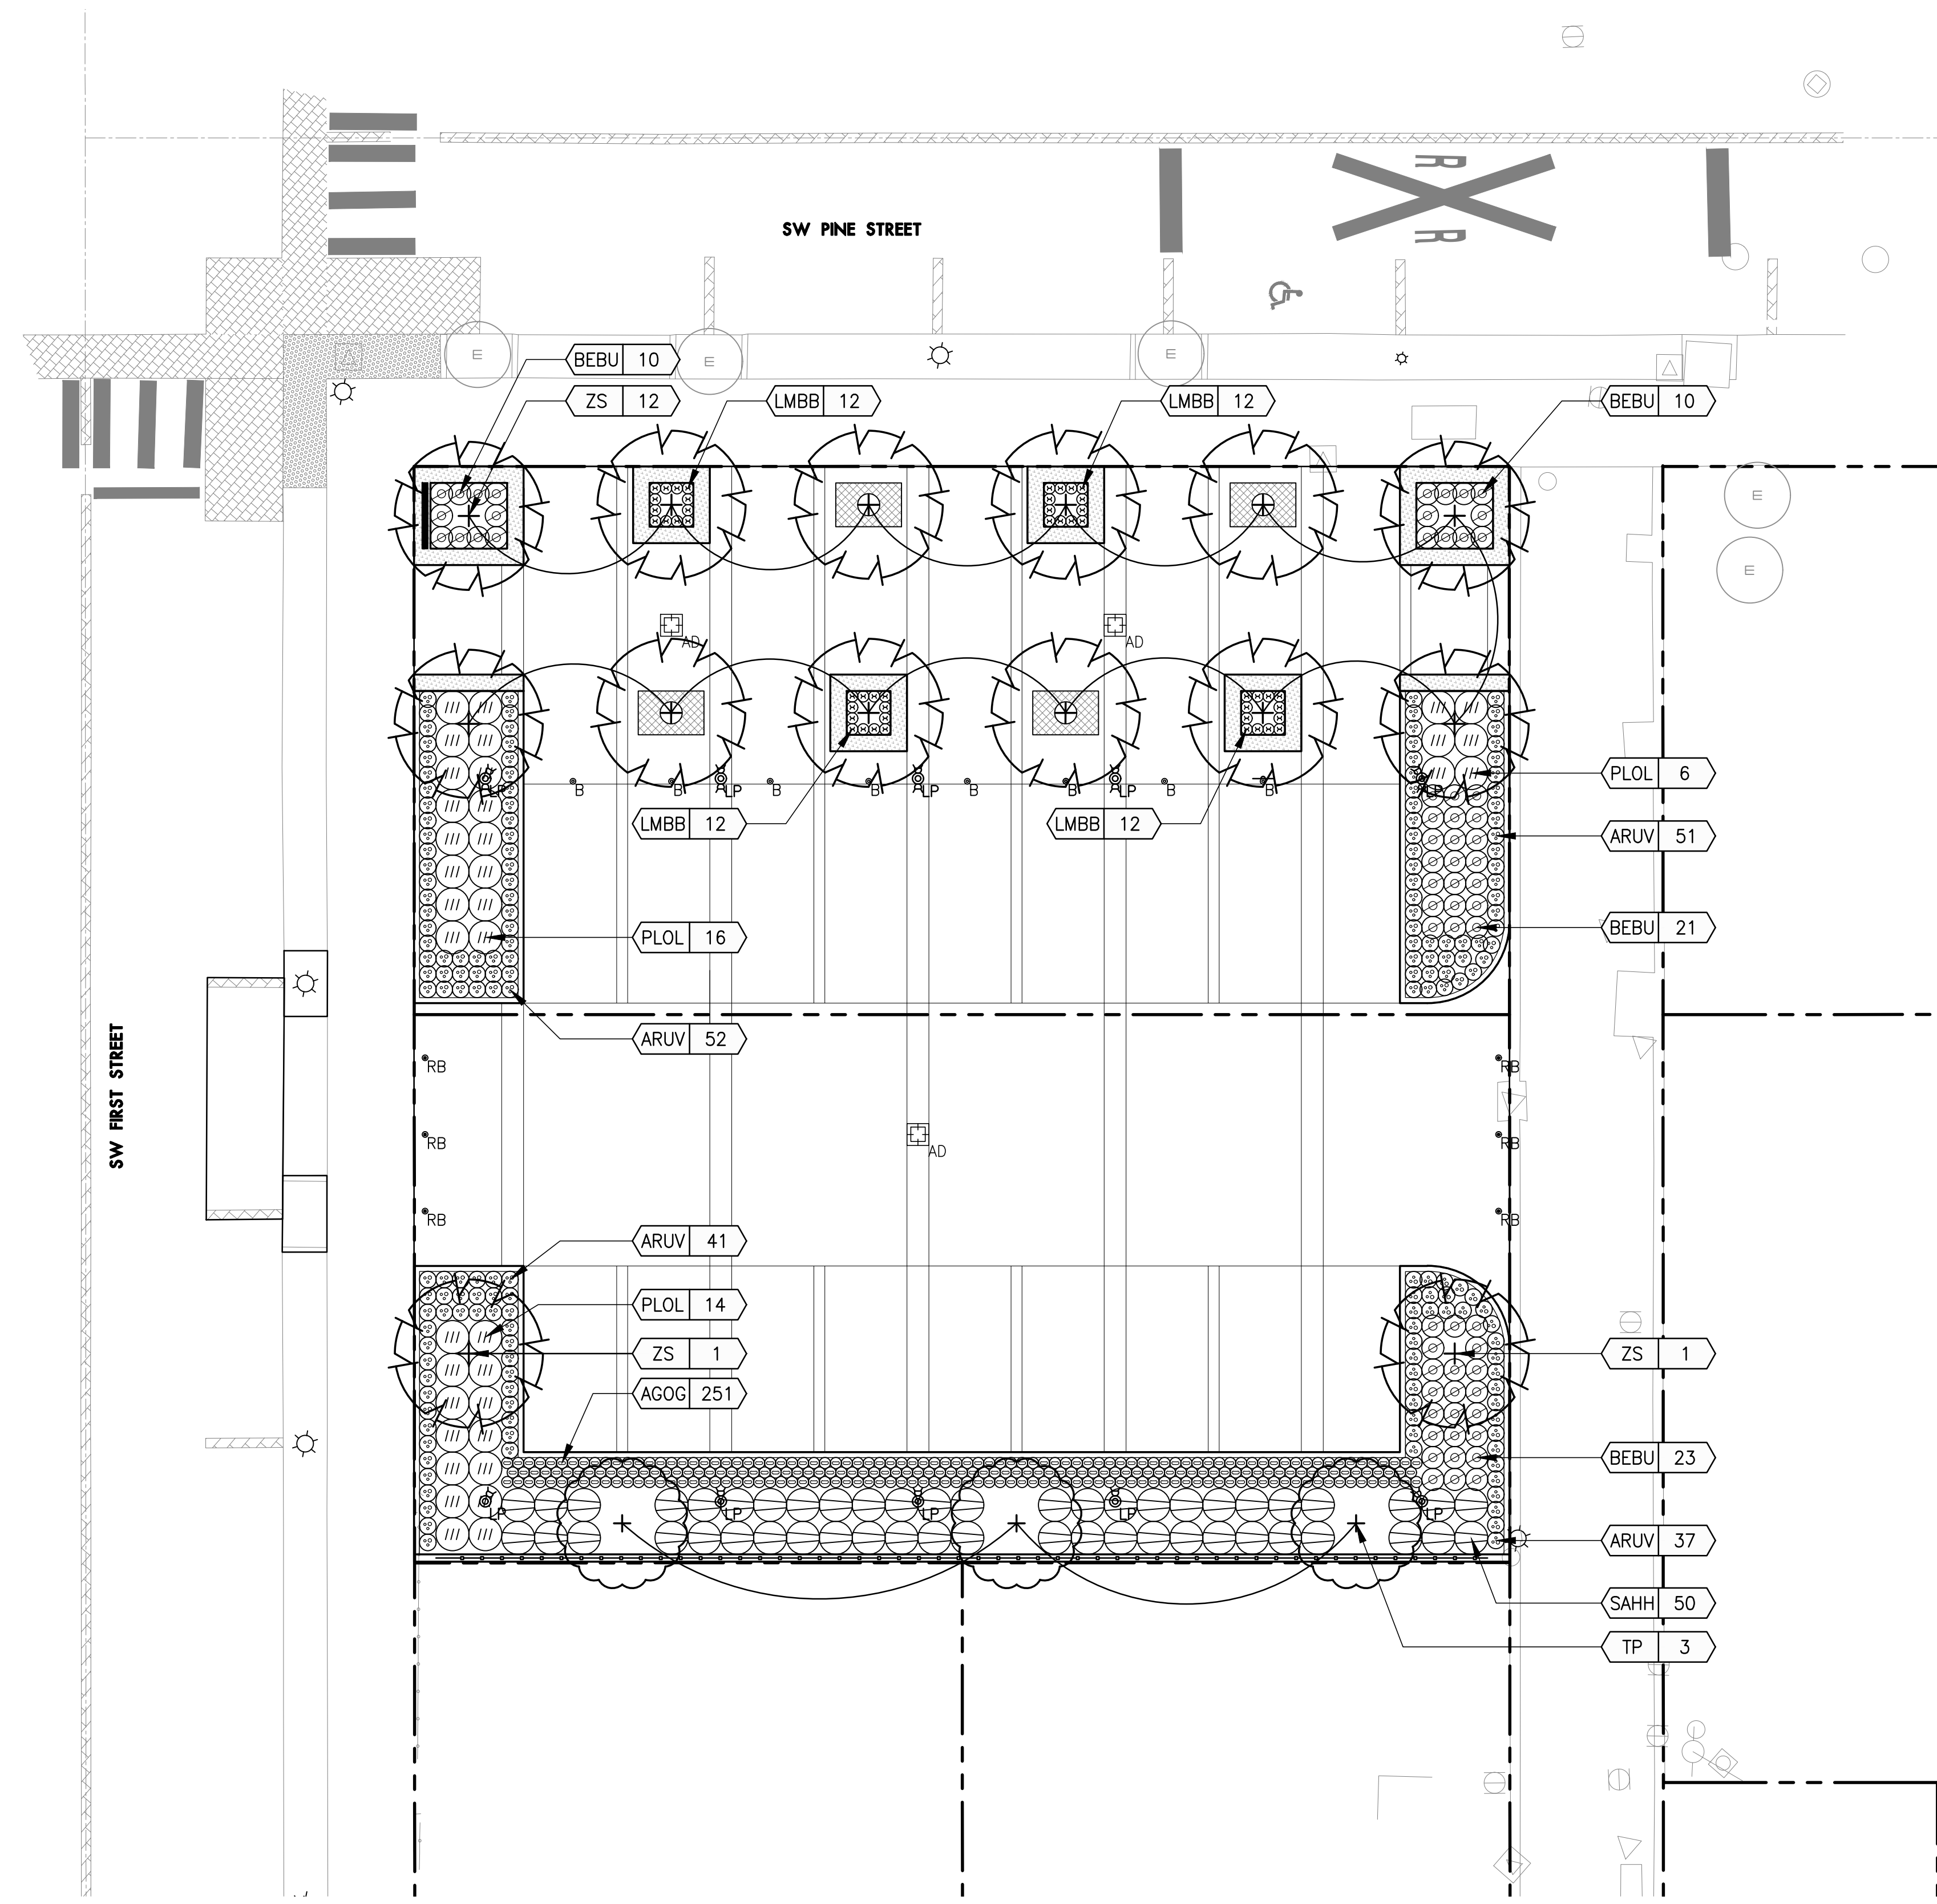 R R
SW PINE STREET
E E E
BEBU 10
ZS 12
LMBB 12
LMBB 12
BEBU 10
E
E
AD
AD
PLOL 6
LP B B LP B B LP B B LP B B LP
LMBB 12
LMBB 12
ARUV 51
PLOL 16
BEBU 21
ARUV 52
SW FIRST STREET
RB
RB
RB
RB
AD
RB
RB
ARUV 41
PLOL 14
ZS 1
ZS 1
AGOG 251
BEBU 23
LP LP LP LP LP
ARUV 37
SAHH 50
TP 3